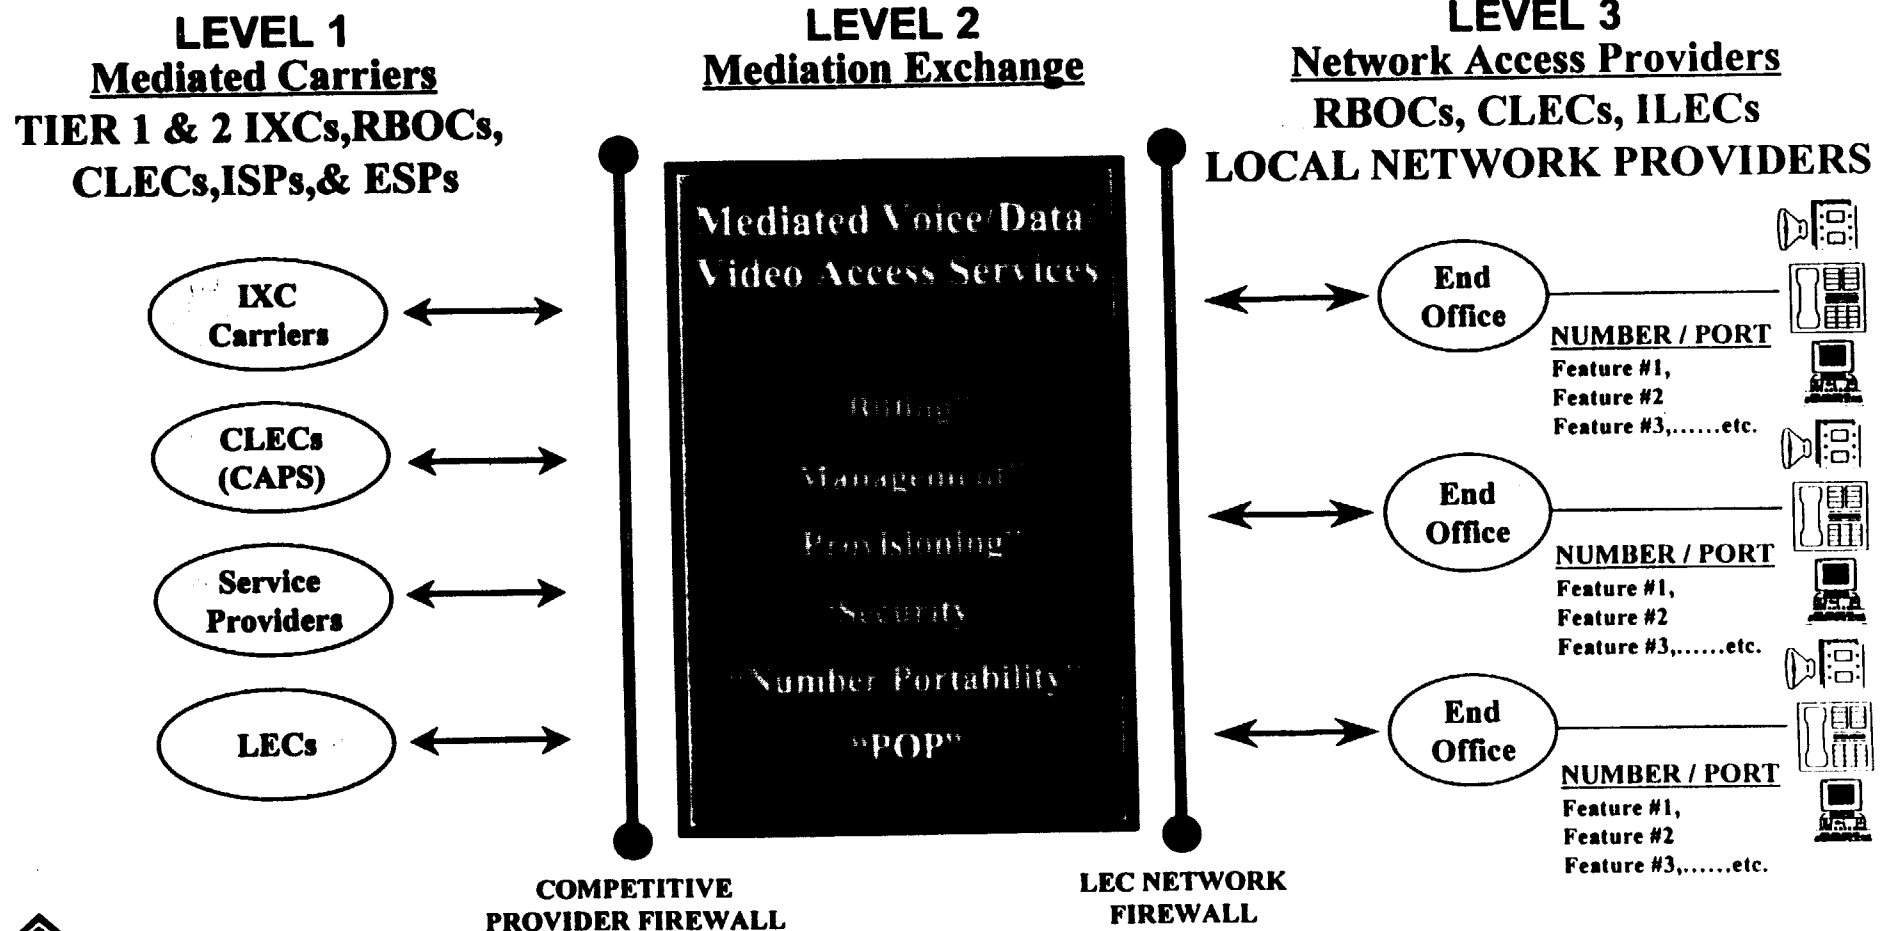 LEVEL 1
Mediated Carriers
TIER 1 & 2 IXCs,RBOCs,
CLECs,ISPs,& ESPs
IXC
Carriers
CLECs
(CAPS)
Service
Providers
LECs
COMPETITIVE
PROVIDER FIREWALL
LEVEL 2
Mediation Exchange
Mediated Voice/Data/
Video Access Services
Management"
Provisioning"
"Security
"Number Portability"
"POP"
LEC NETWORK
FIREWALL
LEVEL 3
Network Access Providers
RBOCs, CLECs, ILECs
LOCAL NETWORK PROVIDERS
End
Office
NUMBER / PORT
Feature #1,
Feature #2
Feature #3,......etc.
End
Office
NUMBER / PORT
Feature #1,
Feature #2
Feature #3,......etc.
End
Office
NUMBER / PORT
Feature #1,
Feature #2
Feature #3,......etc.